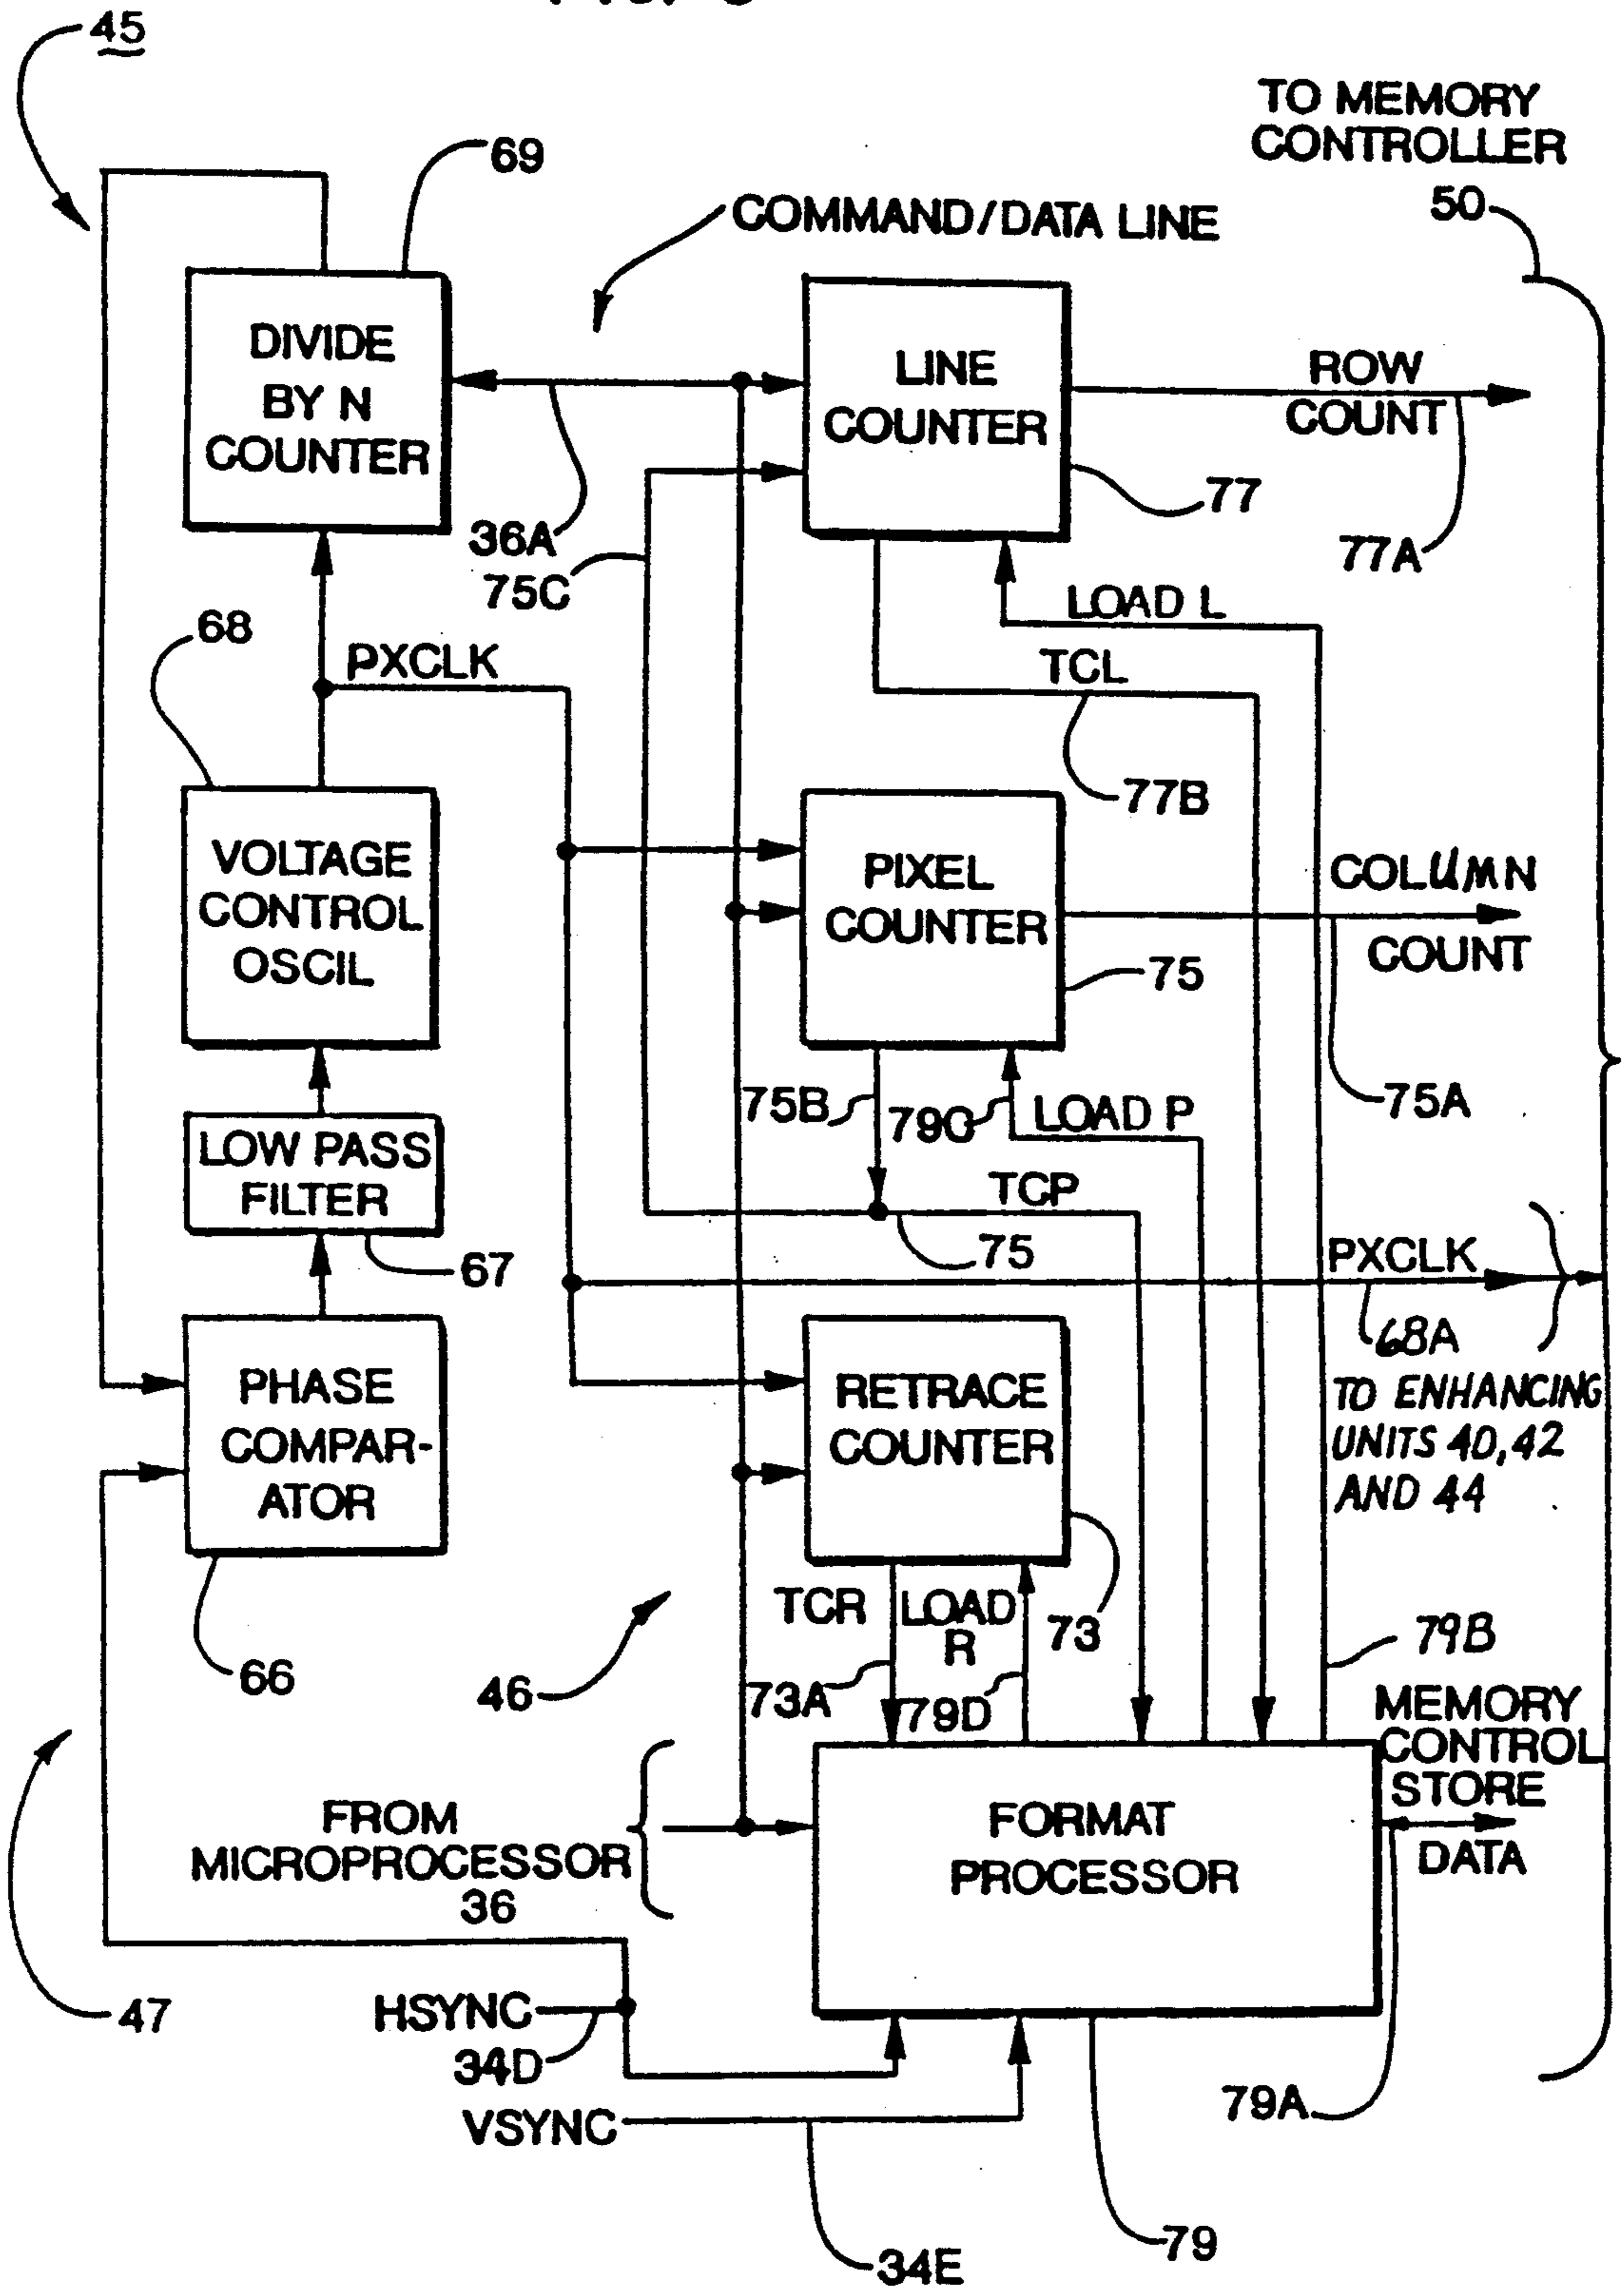 45
TO MEMORY
CONTROLLER
50
69
COMMAND/DATA LINE
DIVIDE
BY N
COUNTER
LINE
COUNTER
ROW
COUNT
77
77A
36A
75C
LOAD L
68
PXCLK
TCL
77B
VOLTAGE
CONTROL
OSCIL
PIXEL
COUNTER
COLUMN
COUNT
75
75A
75B
79C
LOAD P
LOW PASS
FILTER
TCP
75
67
PXCLK
68A
PHASE
COMPAR-
ATOR
RETRACE
COUNTER
TO ENHANCING
UNITS 40, 42
AND 44
TCR
LOAD
R
73
79B
66
46
73A
79D
MEMORY
CONTROL
STORE
DATA
FROM
MICROPROCESSOR
36
FORMAT
PROCESSOR
47
HSYNC
34D
VSYNC
79A
79
34E